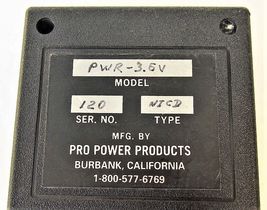 PWR-3.6V
MODEL
120 NICD
SER. NO. TYPE
MFG. BY
PRO POWER PRODUCTS
BURBANK, CALIFORNIA
1-800-577-6769